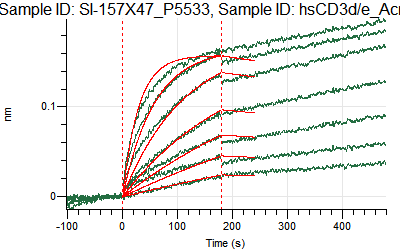 Sample ID: SI-157X47_P5533, Sample ID: hsCD3d/e_Acr
nm
0.1
0
-100 0 100 200 300 400
Time (s)